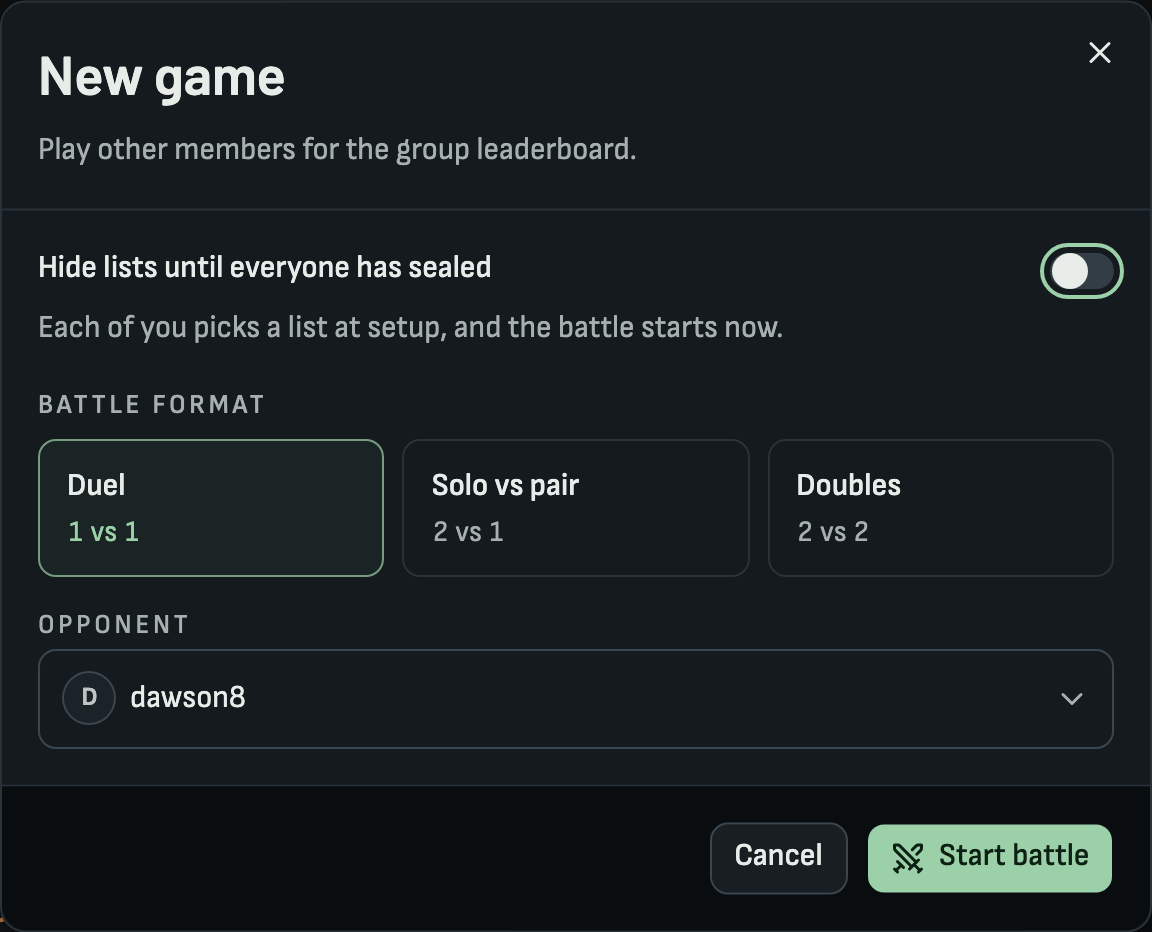 New game
Play other members for the group leaderboard.
Hide lists until everyone has sealed
Each of you picks a list at setup, and the battle starts now.
BATTLE FORMAT
Duel
1 vs 1
Solo vs pair
2 vs 1
Doubles
2 vs 2
OPPONENT
D dawson8
Cancel
Start battle